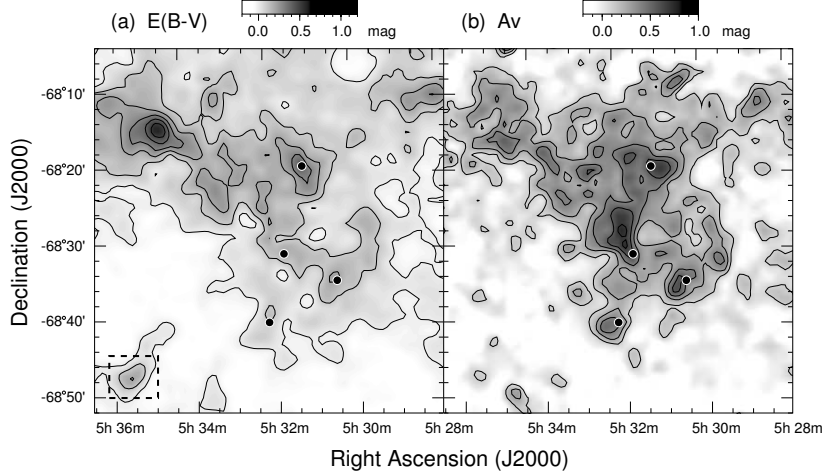 0.0 0.5 1.0 mag 0.0 0.5 1.0 mag
(a) E(B-V) (b) Av
-68°10'
-68°20'
-68°30'
-68°40'
-68°50'
Declination (J2000)
5h 36m 5h 34m 5h 32m 5h 30m 5h 28m 5h 36m 5h 34m 5h 32m 5h 30m 5h 28m
Right Ascension (J2000)